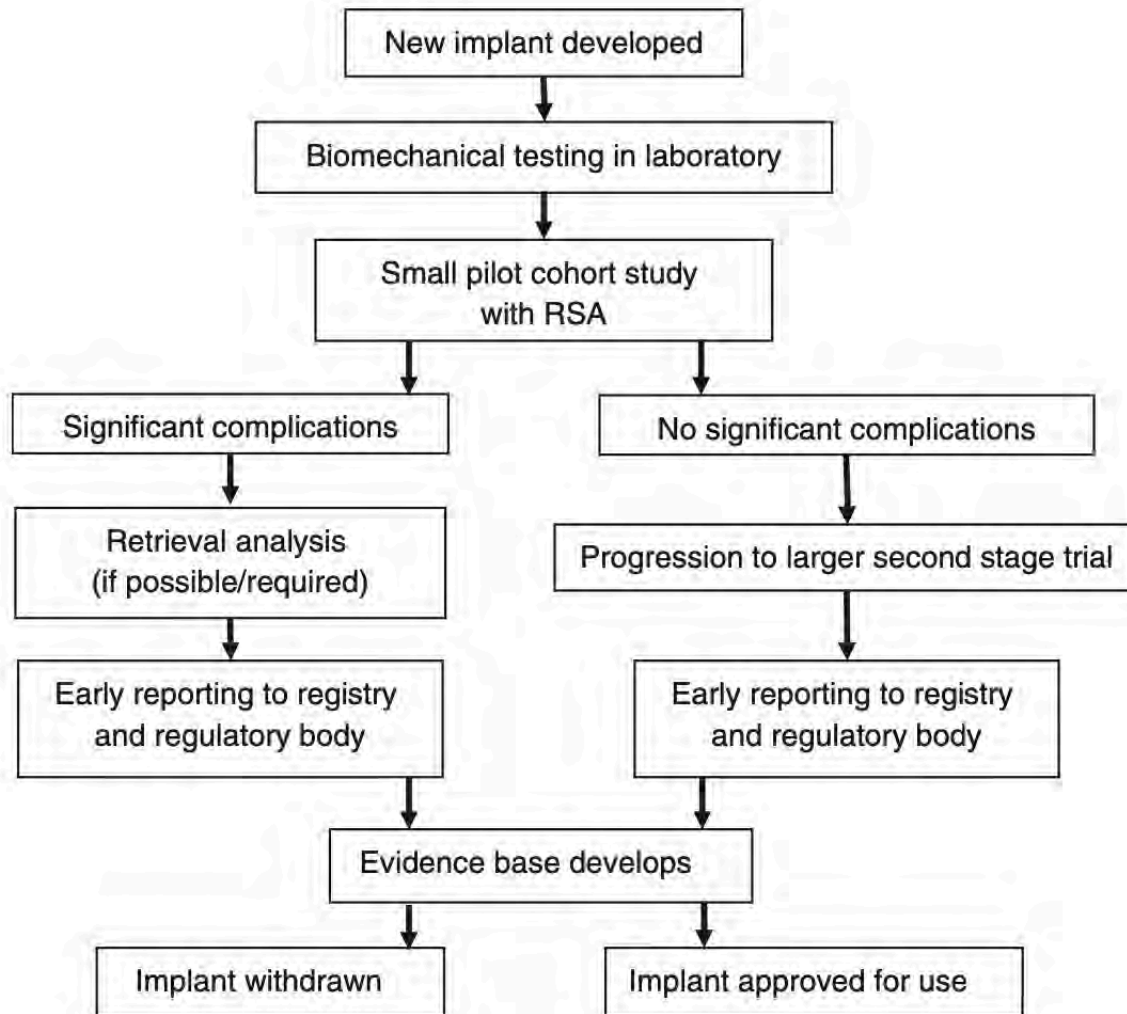 New implant developed
Biomechanical testing in laboratory
Small pilot cohort study
with RSA
Significant complications
No significant complications
Retrieval analysis
(if possible/required)
Progression to larger second stage trial
Early reporting to registry
and regulatory body
Early reporting to registry
and regulatory body
Evidence base develops
Implant withdrawn
Implant approved for use